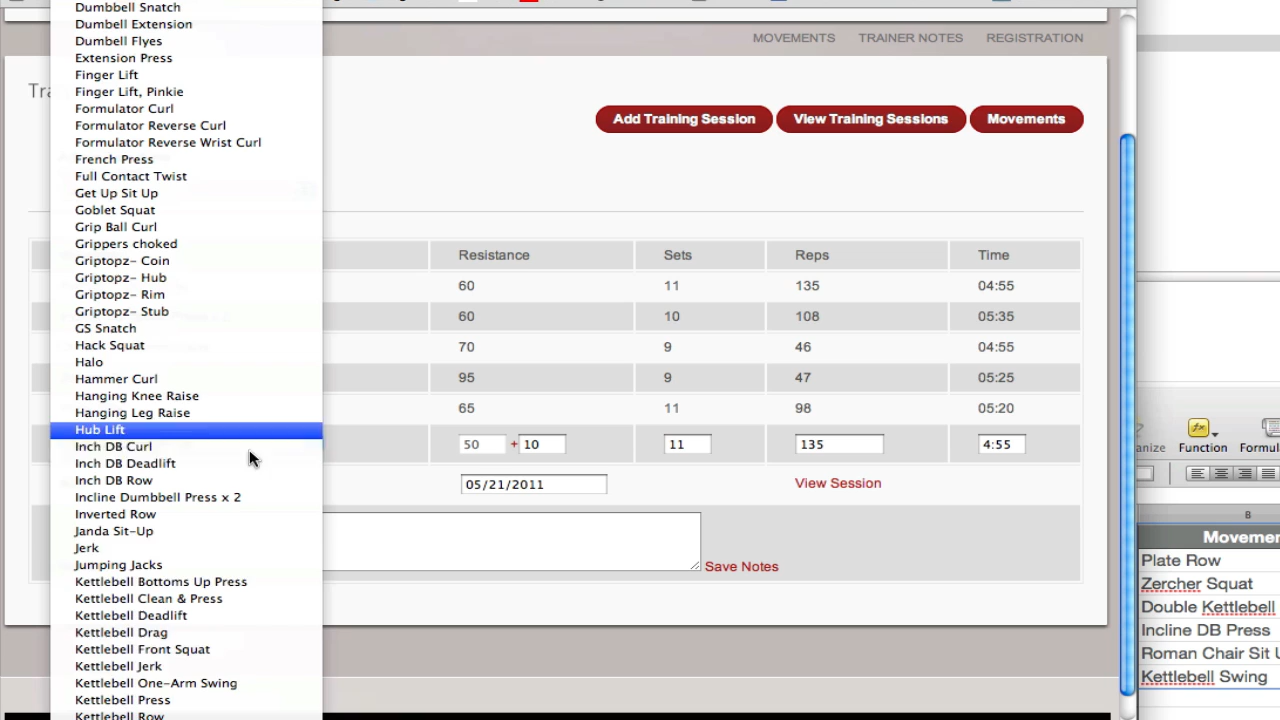 Dumbbell Snatch
Dumbell Extension
Dumbell Flyes
Extension Press
Finger Lift
Finger Lift, Pinkie
Formulator Curl
Formulator Reverse Curl
Formulator Reverse Wrist Curl
French Press
Full Contact Twist
Get Up Sit Up
Goblet Squat
Grip Ball Curl
Grippers choked
Griptopz- Coin
Griptopz- Hub
Griptopz- Rim
Griptopz- Stub
GS Snatch
Hack Squat
Halo
Hammer Curl
Hanging Knee Raise
Hanging Leg Raise
Hub Lift
Inch DB Curl
Inch DB Deadlift
Inch DB Row
Incline Dumbbell Press x 2
Inverted Row
Janda Sit-Up
Jerk
Jumping Jacks
Kettlebell Bottoms Up Press
Kettlebell Clean & Press
Kettlebell Deadlift
Kettlebell Drag
Kettlebell Front Squat
Kettlebell Jerk
Kettlebell One-Arm Swing
Kettlebell Press
Kettlebell Row
MOVEMENTS TRAINER NOTES REGISTRATION
Tra
Add Training Session View Training Sessions Movements
Resistance Sets Reps Time
60 11 135 04:55
60 10 108 05:35
70 9 46 04:55
95 9 47 05:25
65 11 98 05:20
50 + 10 11 135 4:55
05/21/2011 View Session
Save Notes
anize Function Formul
B
Movemen
Plate Row
Zercher Squat
Double Kettlebell
Incline DB Press
Roman Chair Sit U
Kettlebell Swing